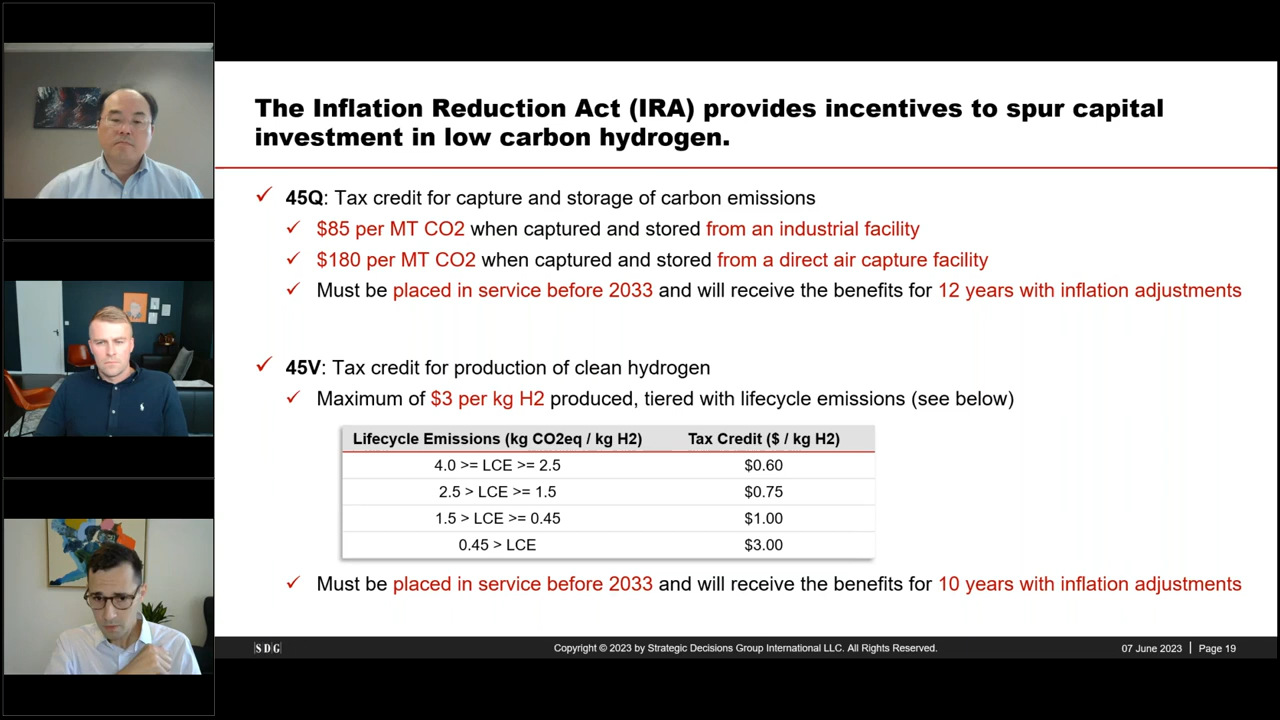 The Inflation Reduction Act (IRA) provides incentives to spur capital
investment in low carbon hydrogen.
45Q: Tax credit for capture and storage of carbon emissions
$85 per MT CO2 when captured and stored from an industrial facility
$180 per MT CO2 when captured and stored from a direct air capture facility
Must be placed in service before 2033 and will receive the benefits for 12 years with inflation adjustments
45V: Tax credit for production of clean hydrogen
Maximum of $3 per kg H2 produced, tiered with lifecycle emissions (see below)
Lifecycle Emissions (kg CO2eq / kg H2) Tax Credit ($ / kg H2)
4.0 >= LCE >= 2.5 $0.60
2.5 > LCE >= 1.5 $0.75
1.5 > LCE >= 0.45 $1.00
0.45 > LCE $3.00
Must be placed in service before 2033 and will receive the benefits for 10 years with inflation adjustments
SDG Copyright © 2023 by Strategic Decisions Group International LLC. All Rights Reserved. 07 June 2023 | Page 19